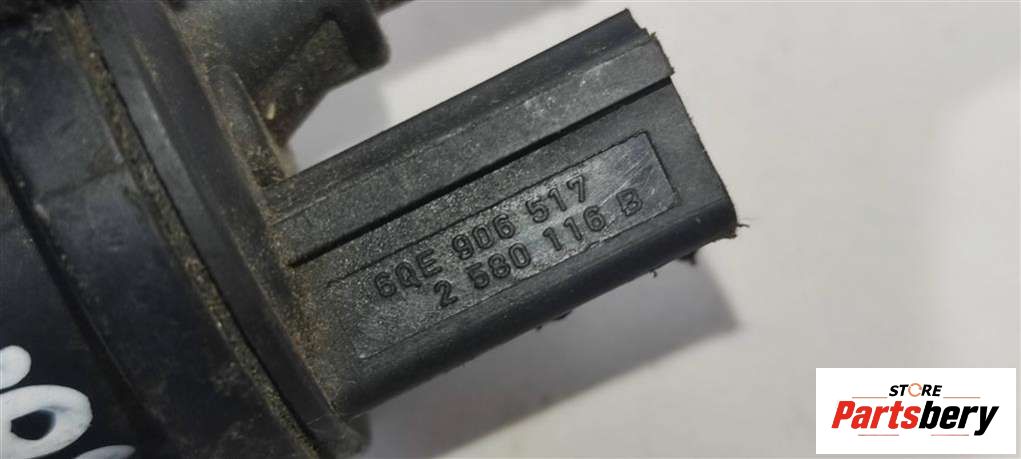 6QE 906 517
2 580 116 B
STORE
Partsbery